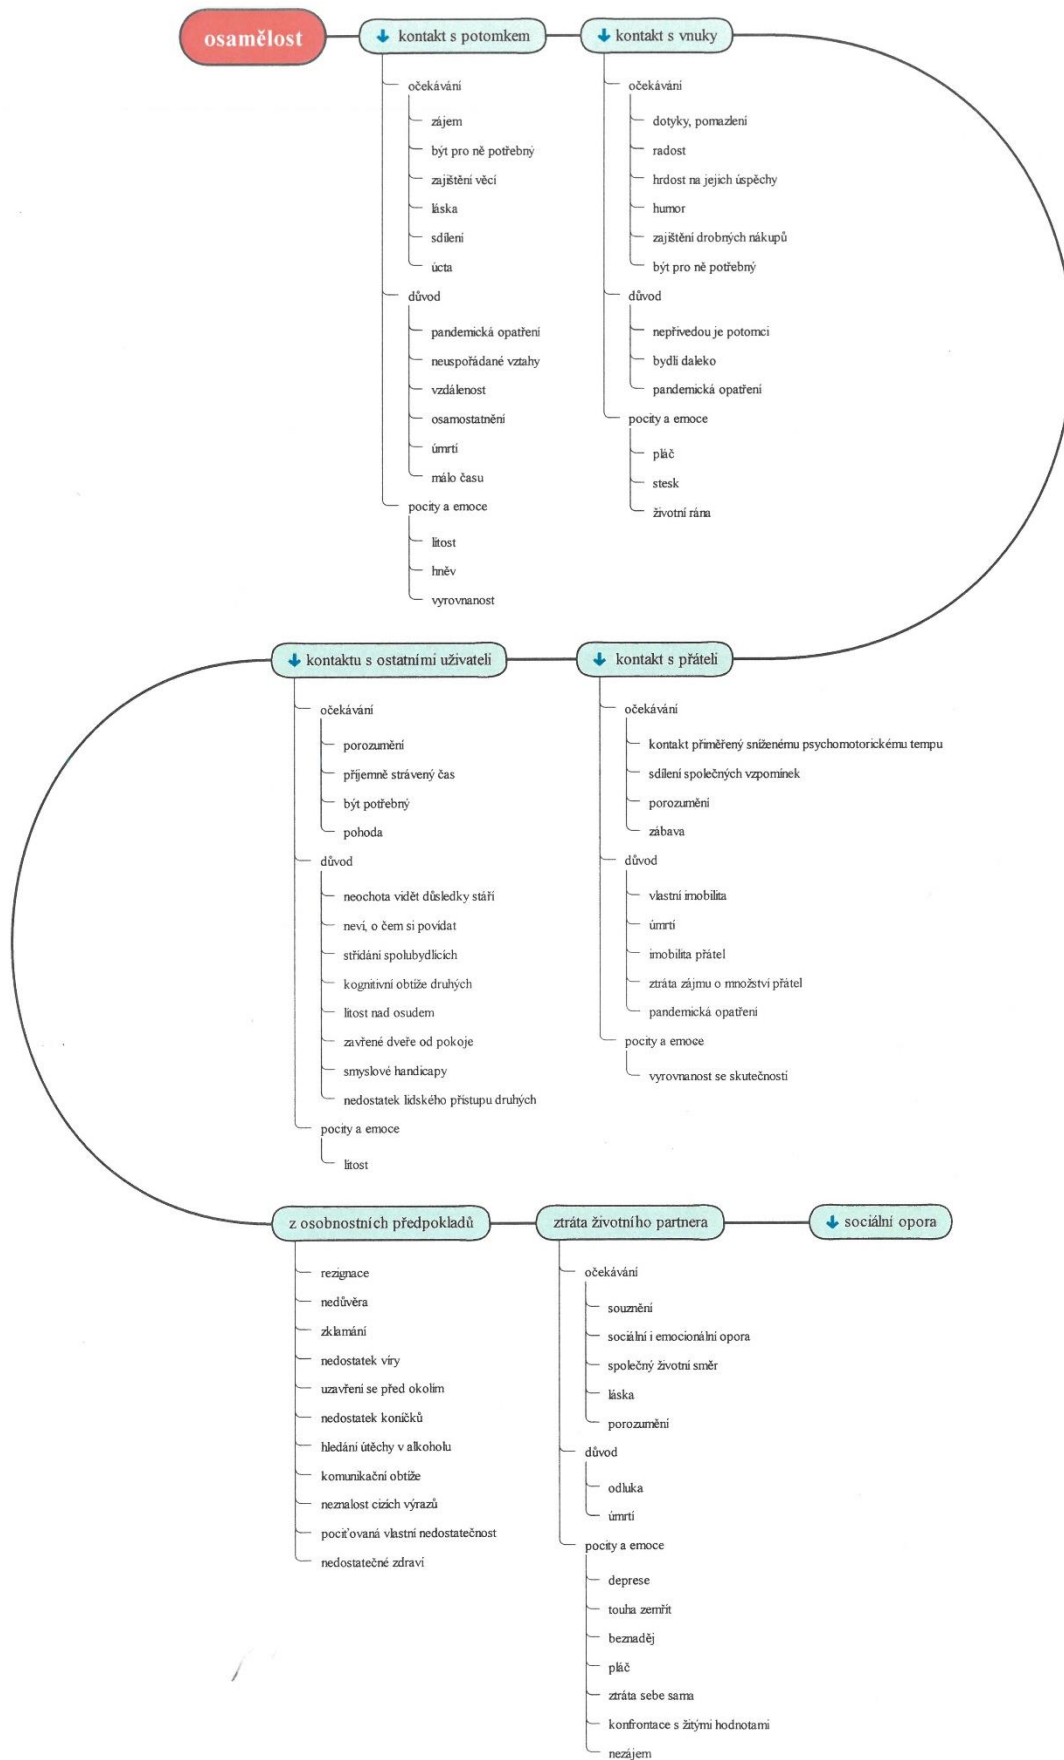 osamělost
kontakt s potomkem
očekávání
zájem
být pro ně potřebný
zajištění věcí
láska
sdílení
úcta
důvod
pandemická opatření
neuspořádané vztahy
vzdálenost
osamostatnění
úmrtí
málo času
pocity a emoce
lítost
hněv
vyrovnanost
kontakt s vnuky
očekávání
dotyky, pomazlení
radost
hrdost na jejich úspěchy
humor
zajištění drobných nákupů
být pro ně potřebný
důvod
nepřivedou je potomci
bydlí daleko
pandemická opatření
pocity a emoce
pláč
stesk
životní rána
kontakt s přáteli
očekávání
kontakt přiměřený sníženému psychomotorickému tempu
sdílení společných vzpomínek
porozumění
zábava
důvod
vlastní imobilita
úmrtí
imobilita přátel
ztráta zájmu o množství přátel
pandemická opatření
pocity a emoce
vyrovnanost se skutečností
kontaktu s ostatními uživateli
očekávání
porozumění
příjemně strávený čas
být potřebný
pohoda
důvod
neochota vidět důsledky stáří
neví, o čem si povídat
střídání spolubydlících
kognitivní obtíže druhých
lítost nad osudem
zavřené dveře od pokoje
smyslové handicapy
nedostatek lidského přístupu druhých
pocity a emoce
lítost
z osobnostních předpokladů
rezignace
nedůvěra
zklamání
nedostatek víry
uzavření se před okolím
nedostatek koníčků
hledání útěchy v alkoholu
komunikační obtíže
neznalost cizích výrazů
pociťovaná vlastní nedostatečnost
nedostatečné zdraví
ztráta životního partnera
očekávání
souznění
sociální i emocionální opora
společný životní směr
láska
porozumění
důvod
odluka
úmrtí
pocity a emoce
deprese
touha zemřít
beznaděj
pláč
ztráta sebe sama
konfrontace s žitými hodnotami
nezájem
sociální opora